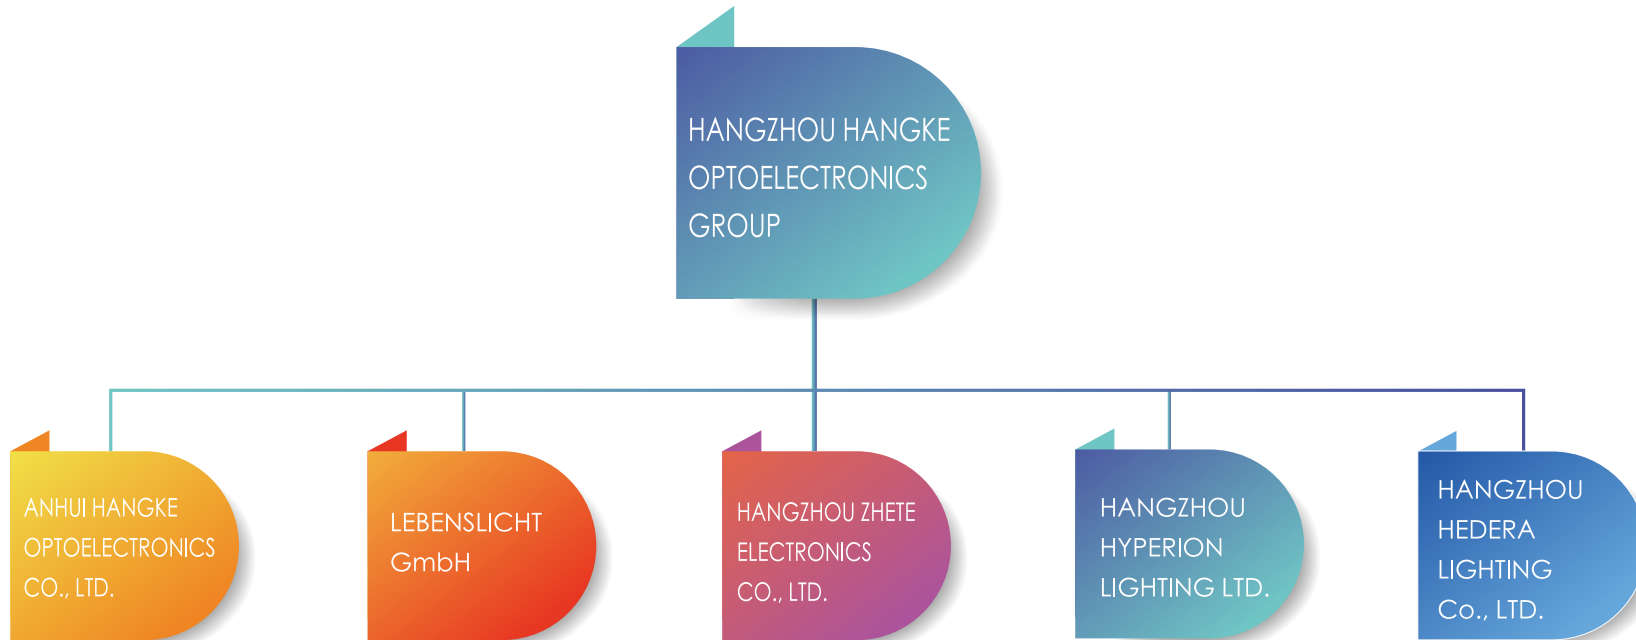 HANGZHOU HANGKE
OPTOELECTRONICS
GROUP
ANHUI HANGKE
OPTOELECTRONICS
CO., LTD.
LEBENSLICHT
GmbH
HANGZHOU ZHETE
ELECTRONICS
CO., LTD.
HANGZHOU
HYPERION
LIGHTING LTD.
HANGZHOU
HEDERA
LIGHTING
Co., LTD.